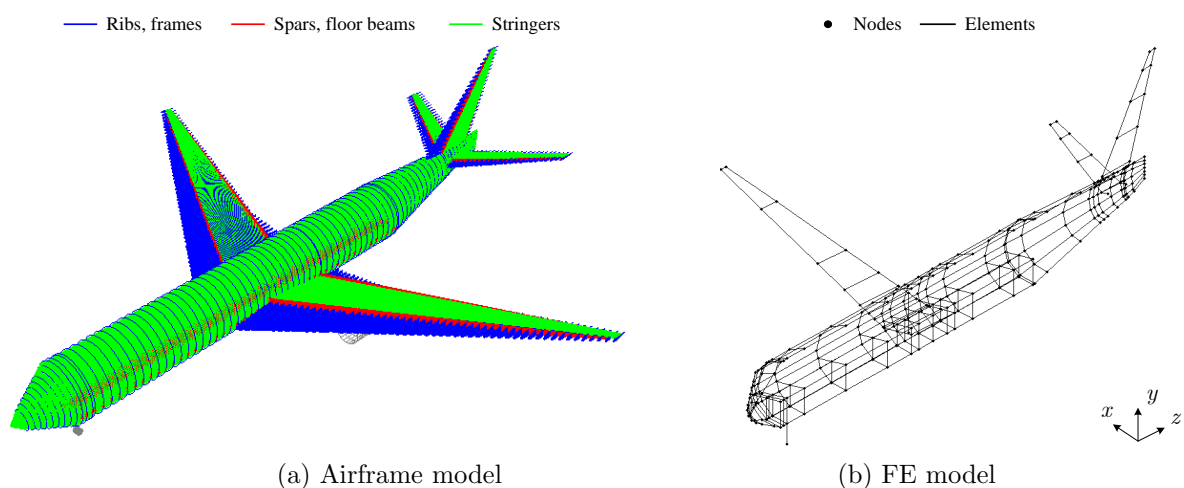 Ribs, frames Spars, floor beams Stringers Nodes Elements
y
x z
(a) Airframe model (b) FE model